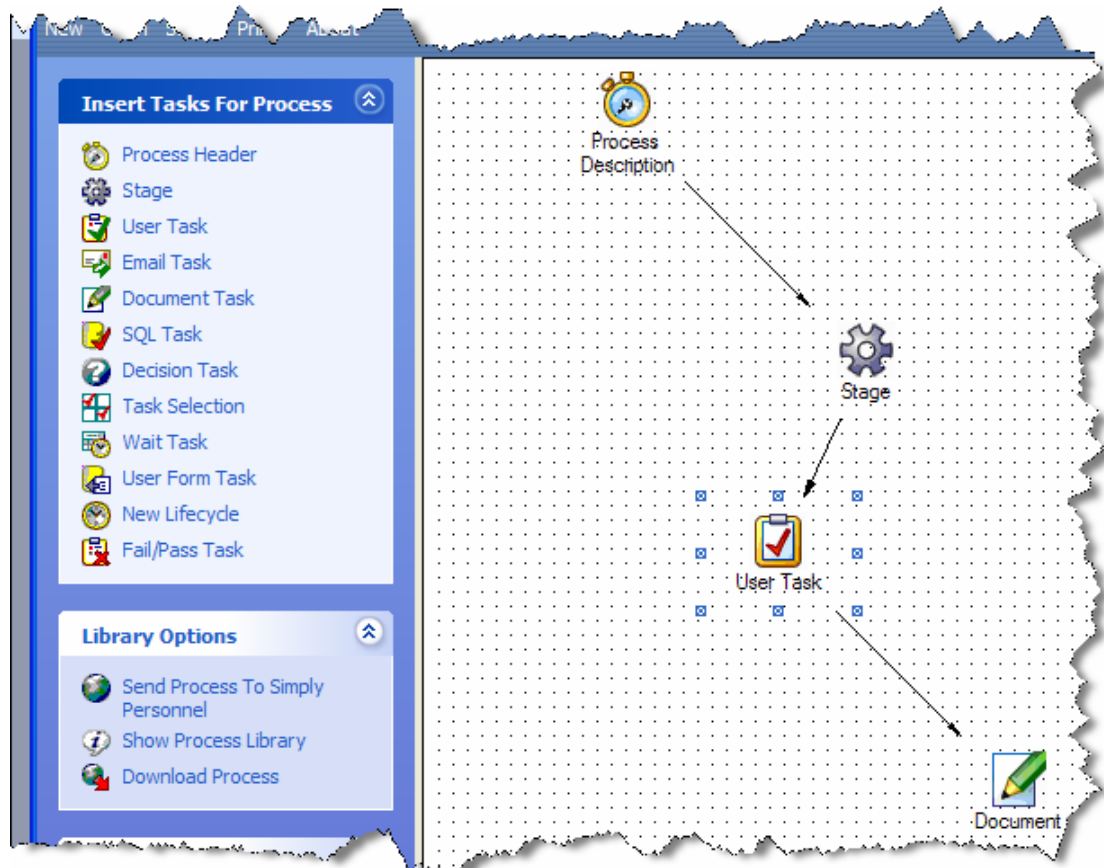 New
About
Insert Tasks For Process
Process Header
Stage
User Task
Email Task
Document Task
SQL Task
Decision Task
Task Selection
Wait Task
User Form Task
New Lifecycle
Fail/Pass Task
Library Options
Send Process To Simply
Personnel
Show Process Library
Download Process
Process
Description
Stage
User Task
Document